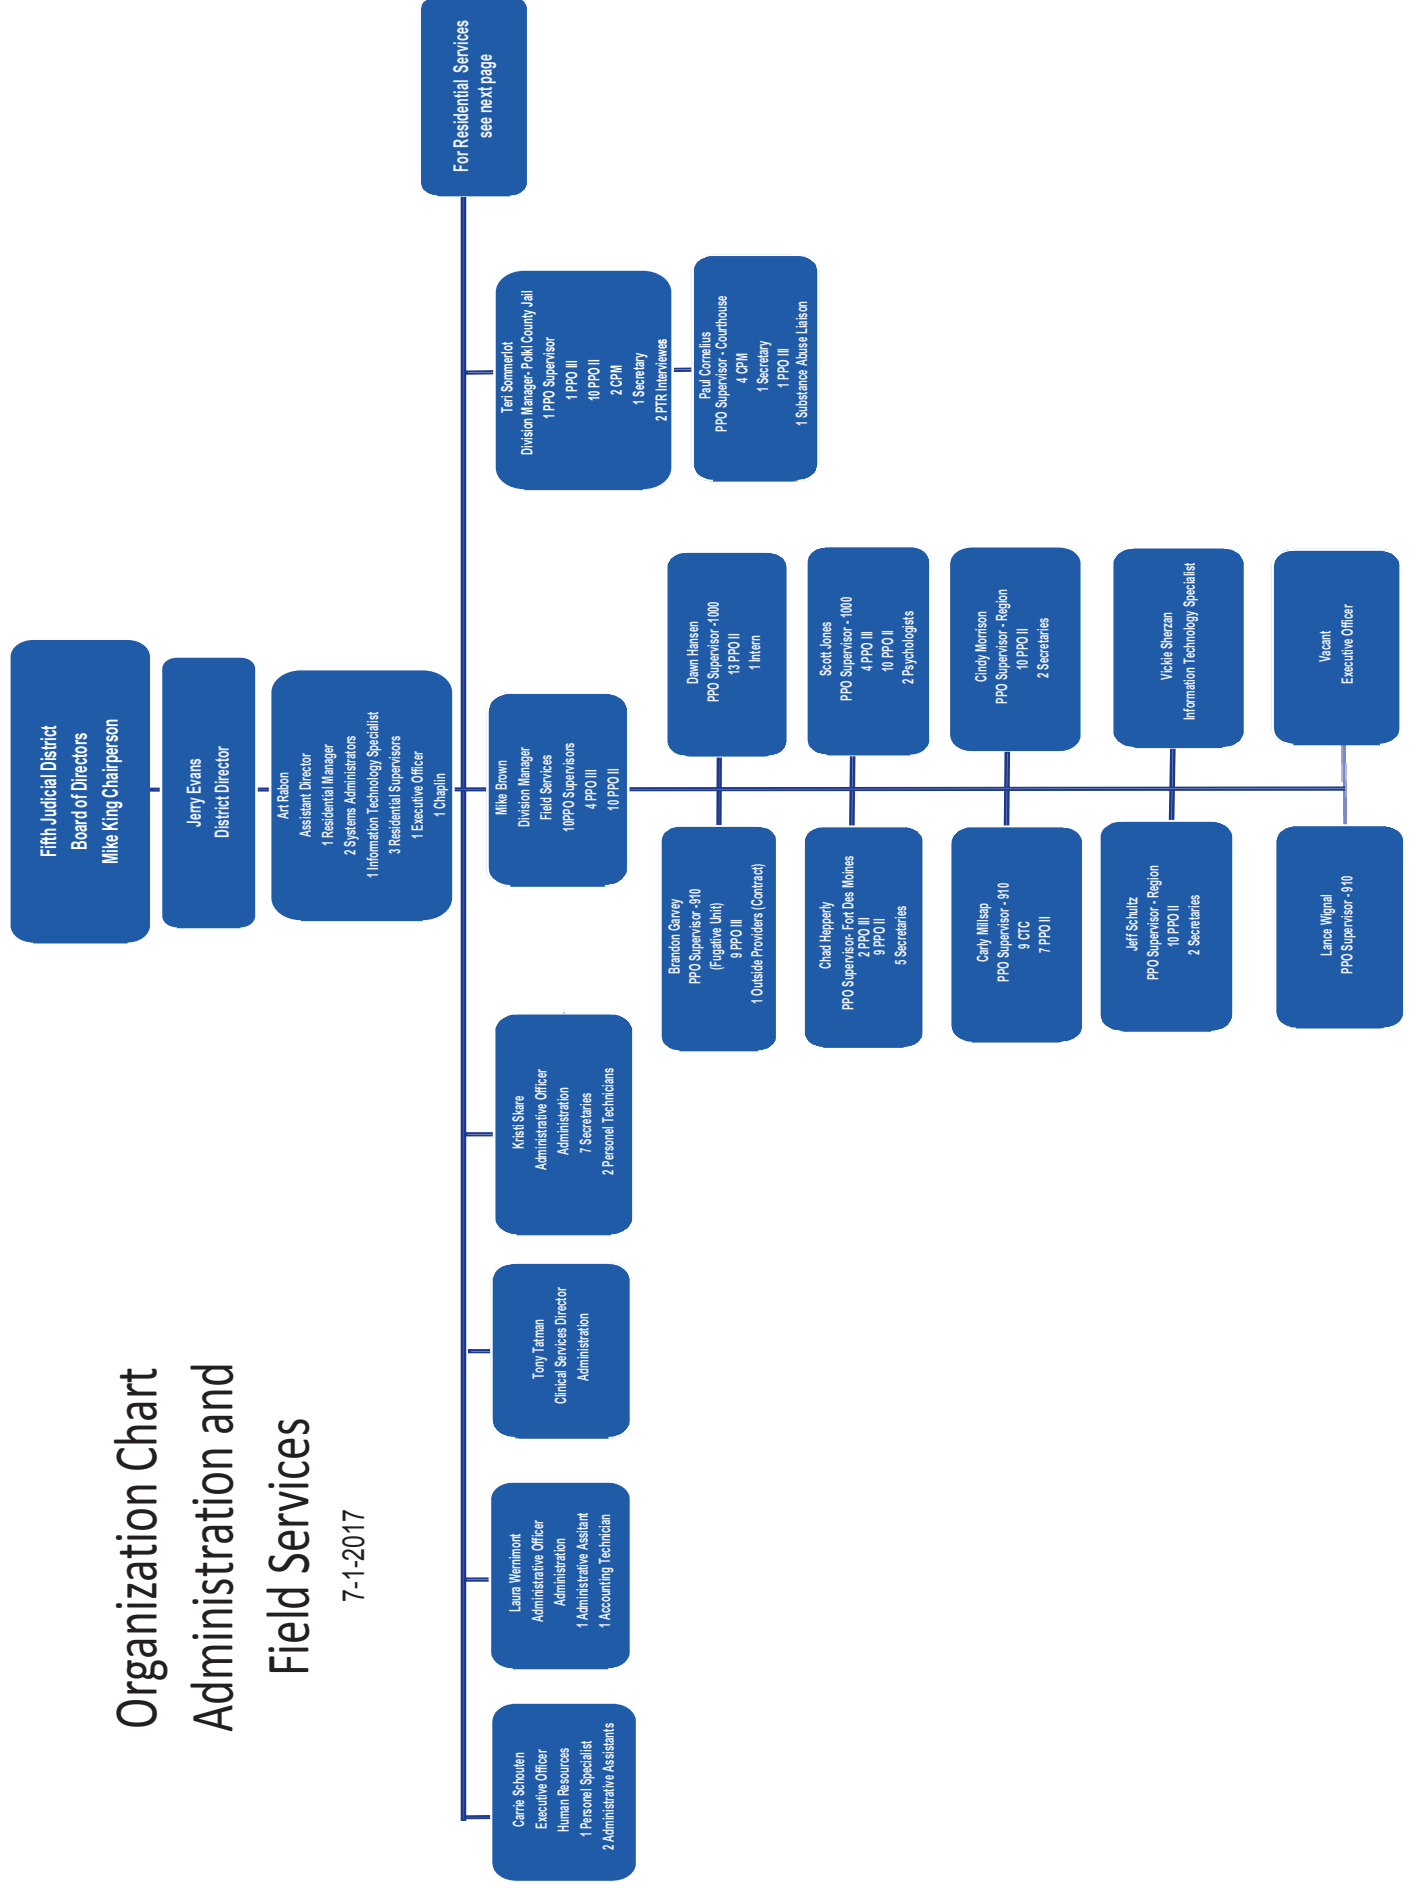 Organization Chart
Administration and
Field Services
7-1-2017
Fifth Judicial District
Board of Directors
Mike King Chairperson
Jerry Evans
District Director
Art Rabon
Assistant Director
1 Residential Manager
2 Systems Administrators
1 Information Technology Specialist
3 Residential Supervisors
1 Executive Officer
1 Chaplin
Carrie Schouten
Executive Officer
Human Resources
1 Personel Specialist
2 Administrative Assistants
Laura Wernimont
Administrative Officer
Administration
1 Administrative Assitant
1 Accounting Technician
Tony Tatman
Clinical Services Director
Administration
Kristi Skare
Administrative Officer
Administration
7 Secretaries
2 Personel Technicians
Mike Brown
Division Manager
Field Services
10PPO Supervisors
4 PPO III
10 PPO II
Teri Sommerlot
Division Manager- Polkl County Jail
1 PPO Supervisor
1 PPO III
10 PPO II
2 CPM
1 Secretary
2 PTR Interviewes
For Residential Services
see next page
Paul Cornelius
PPO Supervisor - Courthouse
4 CPM
1 Secretary
1 PPO III
1 Substance Abuse Liaison
Brandon Garvey
PPO Supervisor -910
(Fugative Unit)
9 PPO III
1 Outside Providers (Contract)
Dawn Hansen
PPO Supervisor -1000
13 PPO II
1 Intern
Chad Hepperly
PPO Supervisor- Fort Des Moines
2 PPO III
9 PPO II
5 Secretaries
Scott Jones
PPO Supervisor - 1000
4 PPO III
10 PPO II
2 Psychologists
Carly Millsap
PPO Supervisor - 910
9 CTC
7 PPO II
Cindy Morrison
PPO Supervisor - Region
10 PPO II
2 Secretaries
Jeff Schultz
PPO Supervisor - Region
10 PPO II
2 Secretaries
Vickie Sherzan
Information Technology Specialist
Lance Wignal
PPO Supervisor - 910
Vacant
Executive Officer